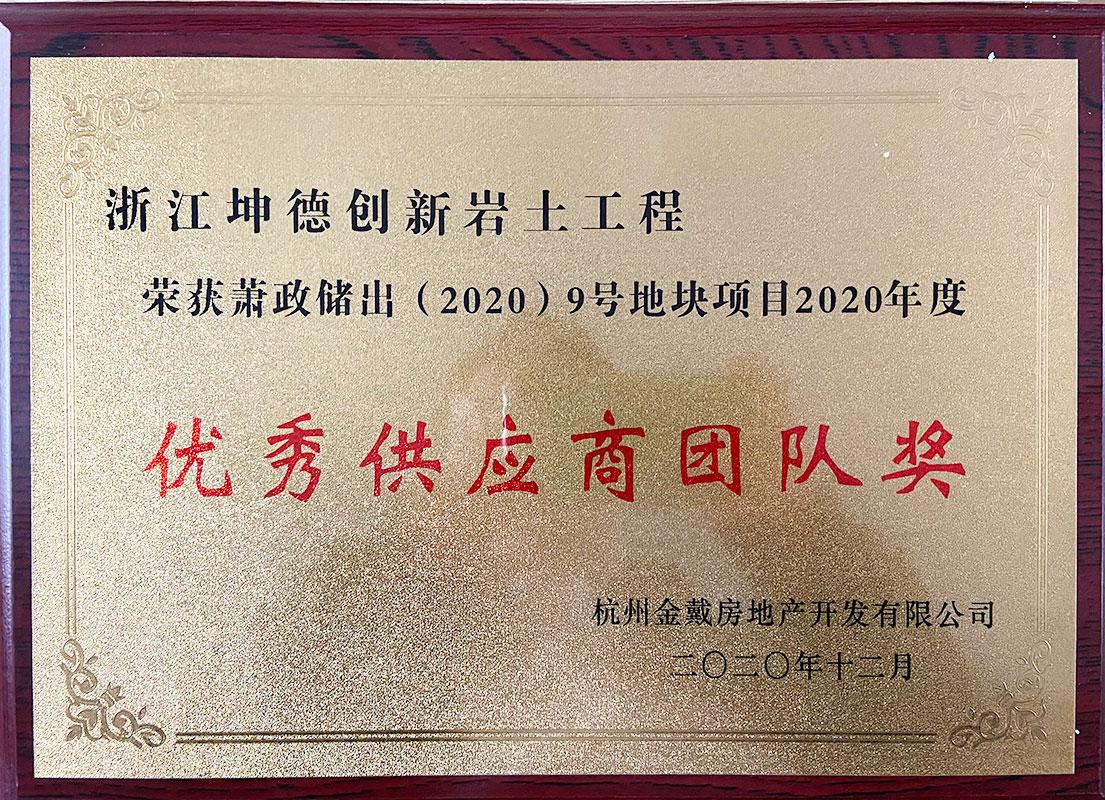 浙江坤德创新岩土工程
荣获萧政储出（2020）9号地块项目2020年度
优秀供应商团队奖
杭州金戴房地产开发有限公司
二〇二〇年十二月